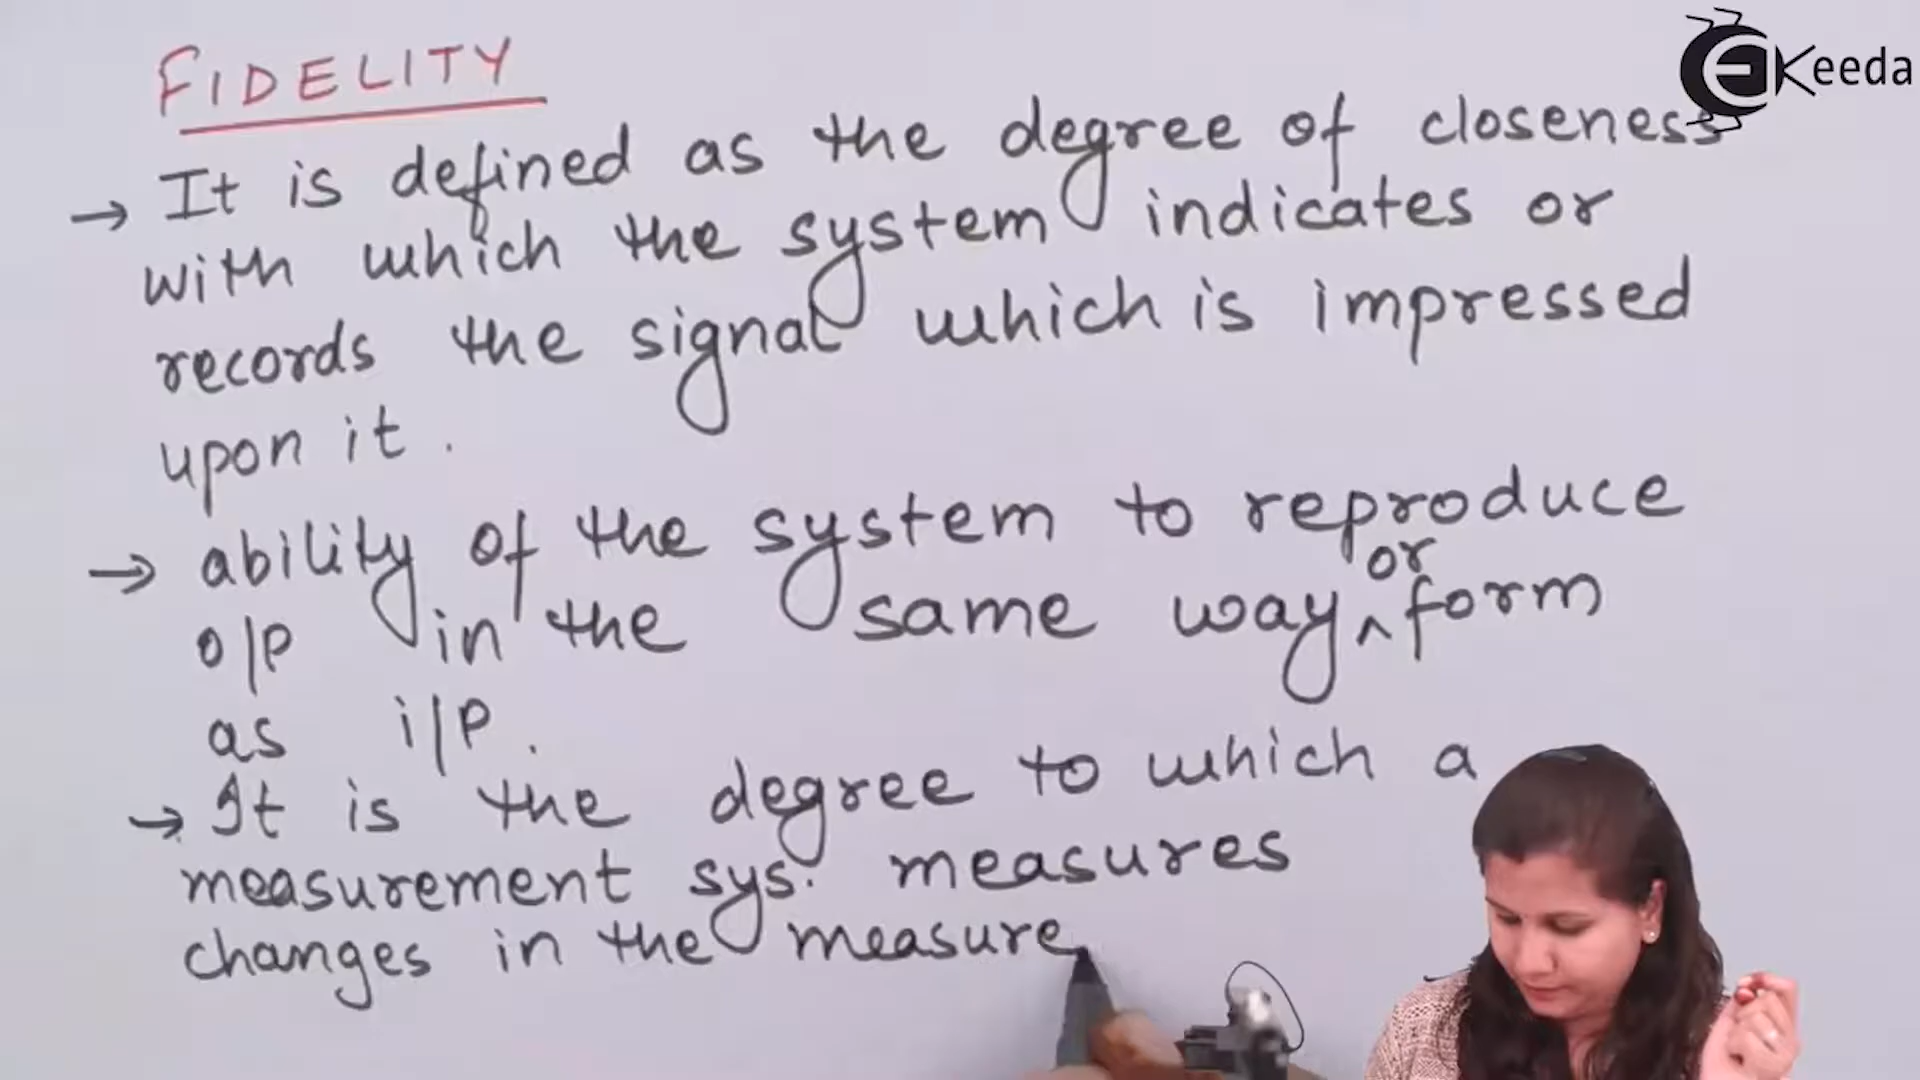 FIDELITY
EKeeda
→ It is defined as the degree of closeness
with which the system indicates or
records the signal which is impressed
upon it.
→ ability of the system to reproduce
o/p in the same way ^ or form
as i/p.
→ It is the degree to which a
measurement sys. measures
changes in the measure